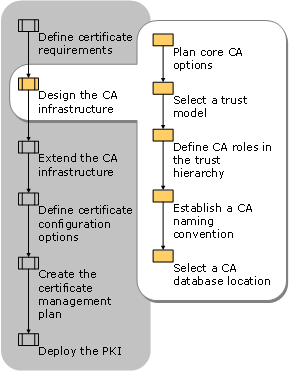 Define certificate
requirements
Design the CA
infrastructure
Extend the CA
infrastructure
Define certificate
configuration
options
Create the
certificate
management
plan
Deploy the PKI
Plan core CA
options
Select a trust
model
Define CA roles in
the trust
hierarchy
Establish a CA
naming
convention
Select a CA
database location